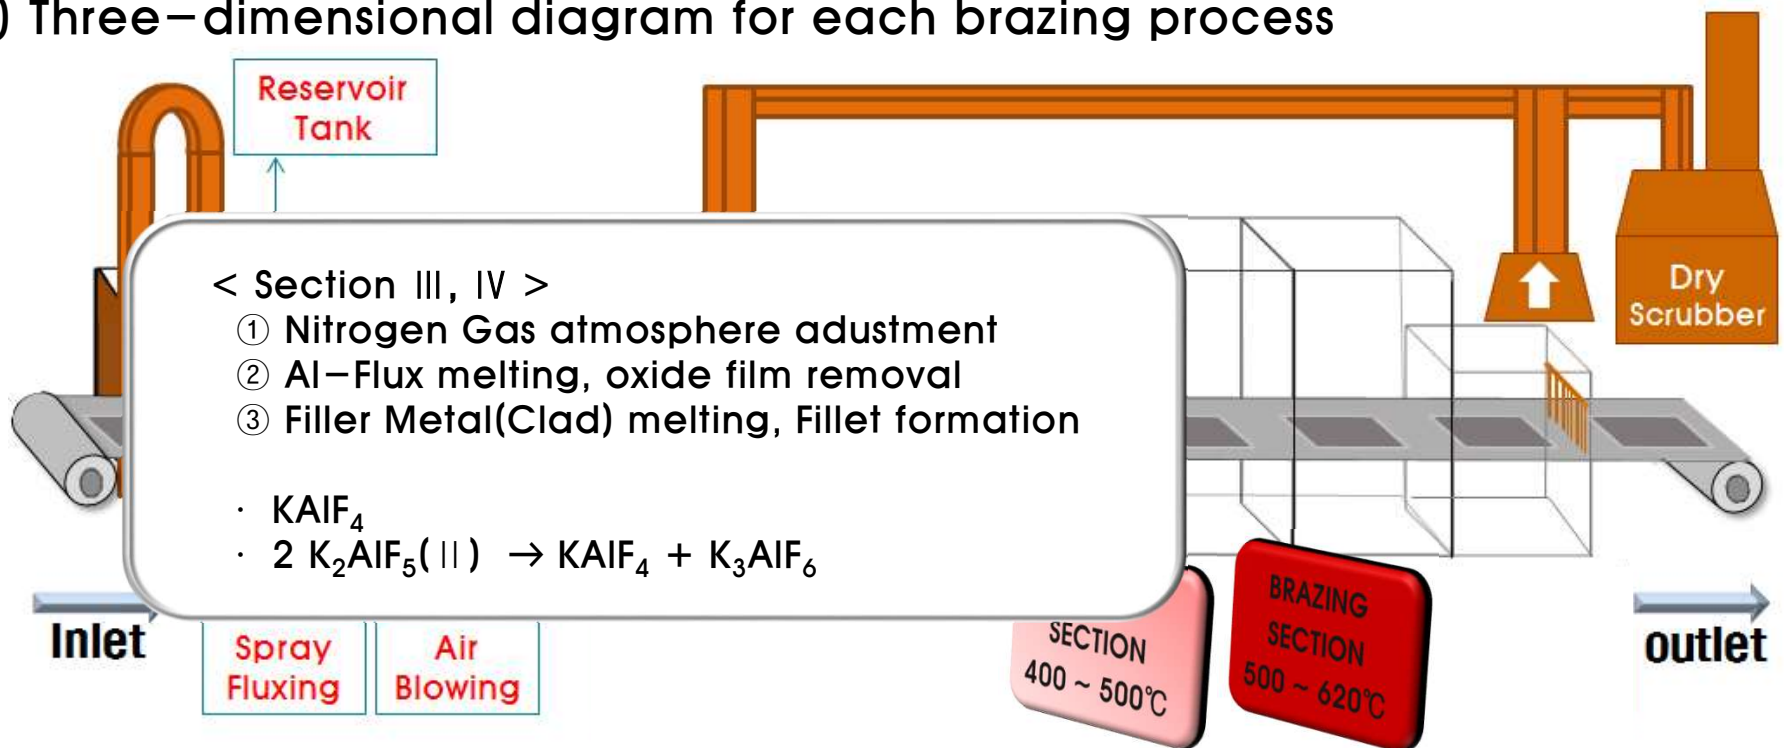 ) Three−dimensional diagram for each brazing process
Reservoir
Tank
Dry
Scrubber
< Section Ⅲ, Ⅳ >
① Nitrogen Gas atmosphere adustment
② Al−Flux melting, oxide film removal
③ Filler Metal(Clad) melting, Fillet formation
· KAlF₄
· 2 K₂AlF₅(Ⅱ) → KAlF₄ + K₃AlF₆
Inlet
Spray
Fluxing
Air
Blowing
SECTION
400 ~ 500℃
BRAZING
SECTION
500 ~ 620℃
outlet